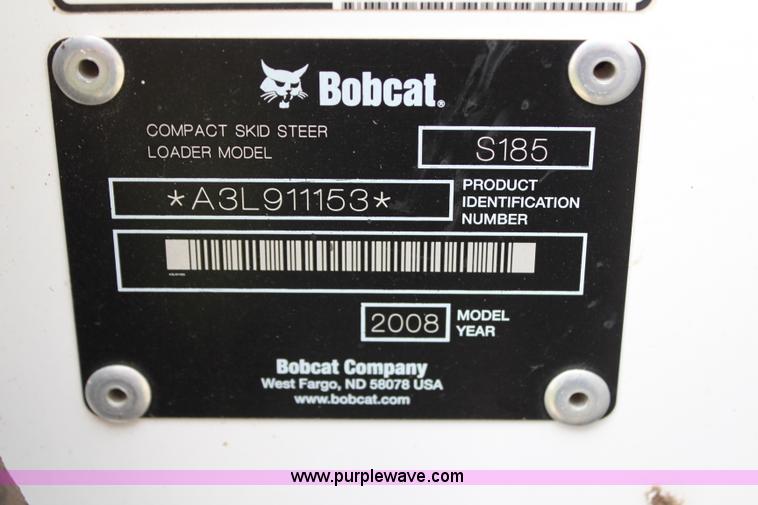 Bobcat®
COMPACT SKID STEER
LOADER MODEL
S185
*A3L911153*
PRODUCT
IDENTIFICATION
NUMBER
2008
MODEL
YEAR
Bobcat Company
West Fargo, ND 58078 USA
www.bobcat.com
www.purplewave.com